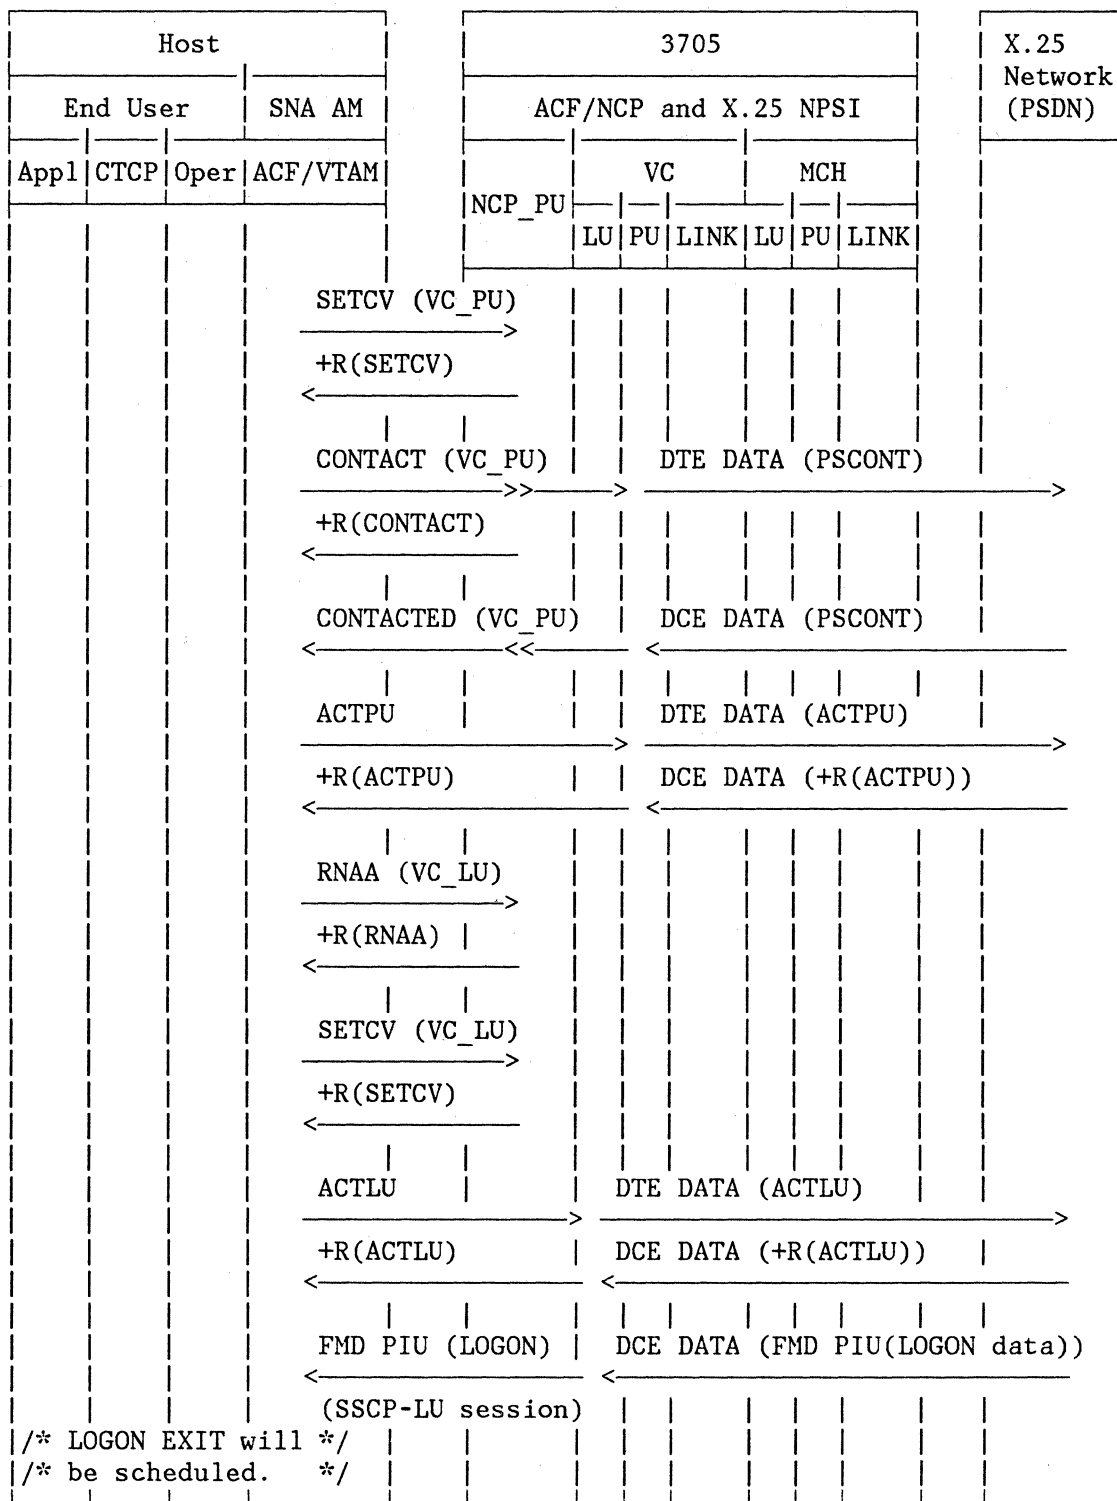 Host 3705 X.25
Network
End User SNA AM ACF/NCP and X.25 NPSI (PSDN)
Appl CTCP Oper ACF/VTAM VC MCH
NCP_PU
LU PU LINK LU PU LINK
SETCV (VC_PU)
+R(SETCV)
CONTACT (VC_PU) DTE DATA (PSCONT)
+R(CONTACT)
CONTACTED (VC_PU) DCE DATA (PSCONT)
ACTPU DTE DATA (ACTPU)
+R(ACTPU) DCE DATA (+R(ACTPU))
RNAA (VC_LU)
+R(RNAA)
SETCV (VC_LU)
+R(SETCV)
ACTLU DTE DATA (ACTLU)
+R(ACTLU) DCE DATA (+R(ACTLU))
FMD PIU (LOGON) DCE DATA (FMD PIU(LOGON data))
(SSCP-LU session)
/* LOGON EXIT will */
/* be scheduled. */